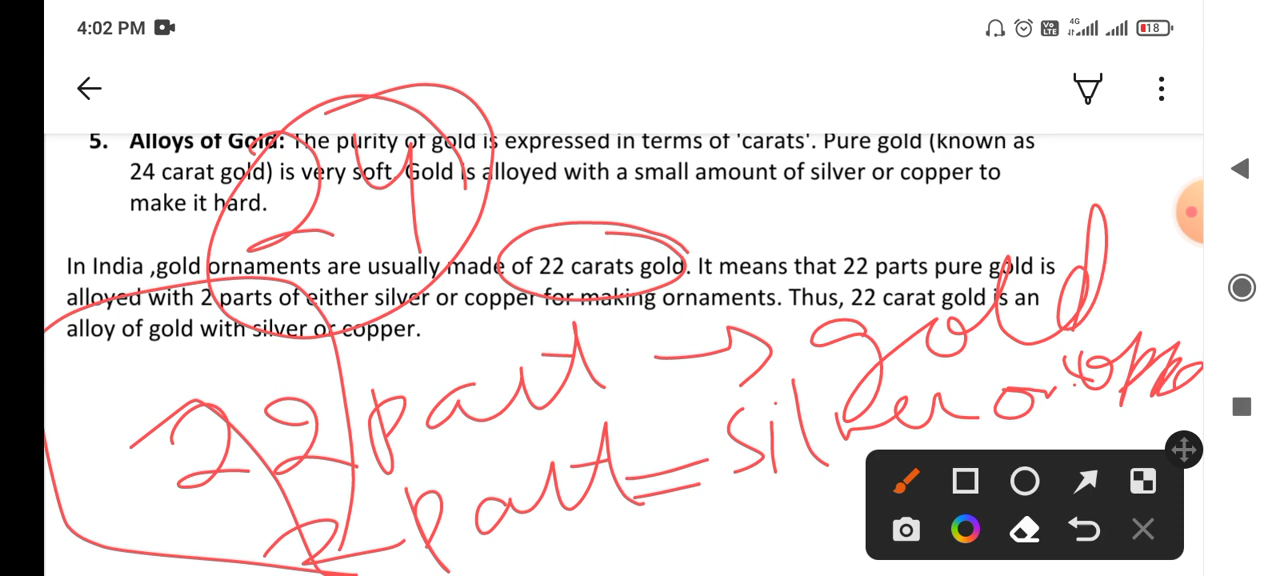 4:02 PM
4G
VO
LTE
18
5. Alloys of Gold: The purity of gold is expressed in terms of 'carats'. Pure gold (known as
24 carat gold) is very soft. Gold is alloyed with a small amount of silver or copper to
make it hard.
24
In India ,gold ornaments are usually made of 22 carats gold. It means that 22 parts pure gold is
alloyed with 2 parts of either silver or copper for making ornaments. Thus, 22 carat gold is an
alloy of gold with silver or copper.
22 part → gold
2 part = silver or